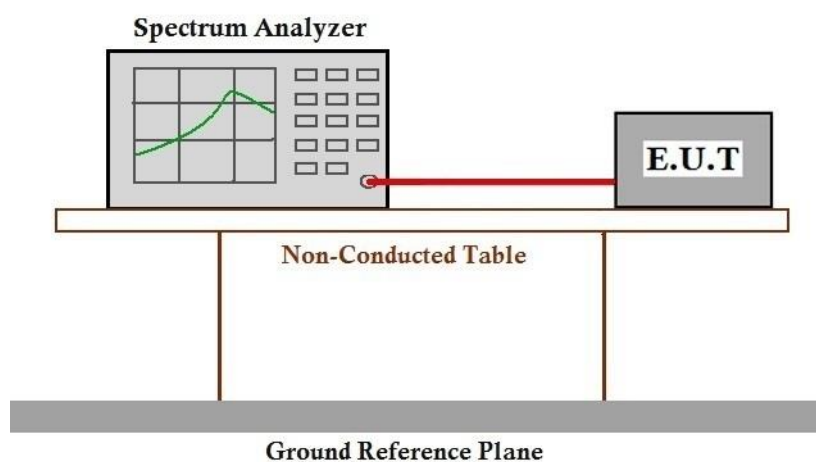 Spectrum Analyzer
E.U.T
Non-Conducted Table
Ground Reference Plane